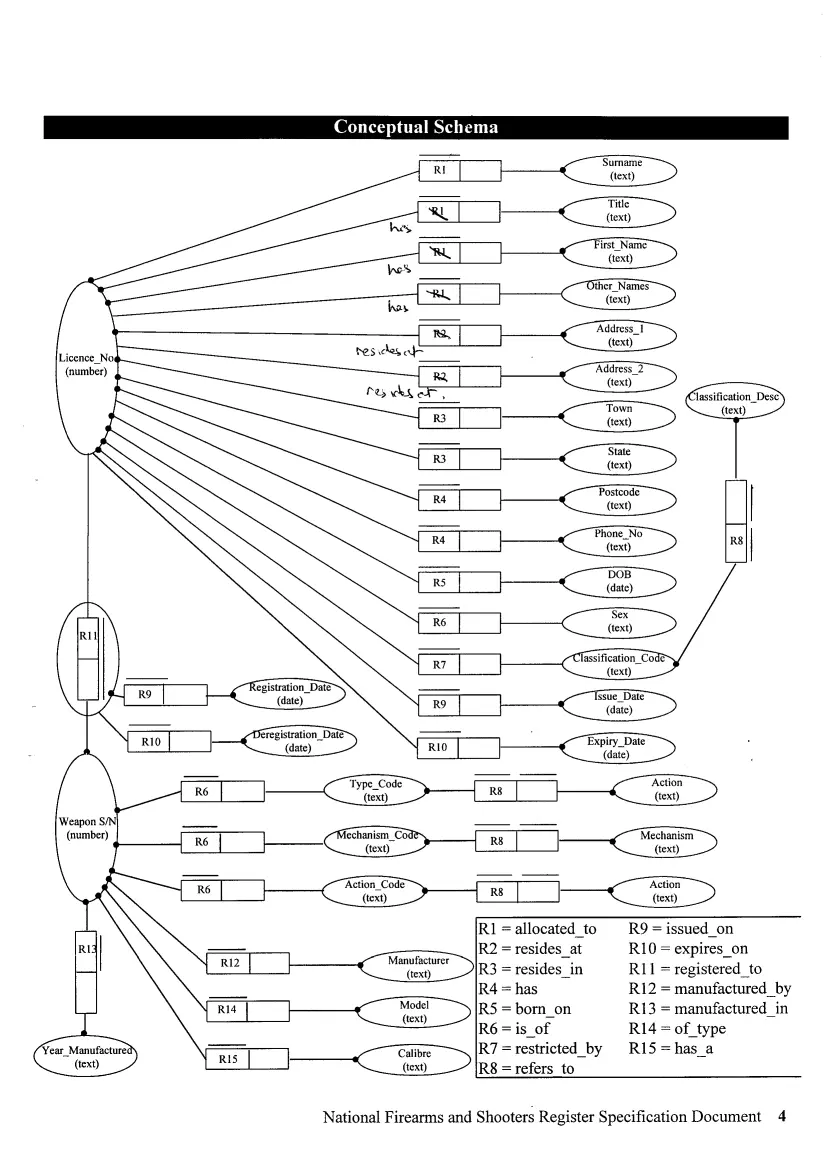 Conceptual Schema
R1
Surname
(text)
R1
Title
(text)
has
R1
First_Name
(text)
has
R1
Other_Names
(text)
has
R2
Address_1
(text)
resides at
R2
Address_2
(text)
resides at.
Licence_No
(number)
R3
Town
(text)
Classification_Desc
(text)
R3
State
(text)
R4
Postcode
(text)
R4
Phone_No
(text)
R8
R5
DOB
(date)
R6
Sex
(text)
R7
Classification_Code
(text)
R11
R9
Registration_Date
(date)
R9
Issue_Date
(date)
R10
Deregistration_Date
(date)
R10
Expiry_Date
(date)
R6
Type_Code
(text)
R8
Action
(text)
Weapon S/N
(number)
R6
Mechanism_Code
(text)
R8
Mechanism
(text)
R6
Action_Code
(text)
R8
Action
(text)
R13
R12
Manufacturer
(text)
R14
Model
(text)
R15
Calibre
(text)
Year_Manufactured
(text)
R1 = allocated_to R9 = issued_on
R2 = resides_at R10 = expires_on
R3 = resides_in R11 = registered_to
R4 = has R12 = manufactured_by
R5 = born_on R13 = manufactured_in
R6 = is_of R14 = of_type
R7 = restricted_by R15 = has_a
R8 = refers_to
National Firearms and Shooters Register Specification Document 4